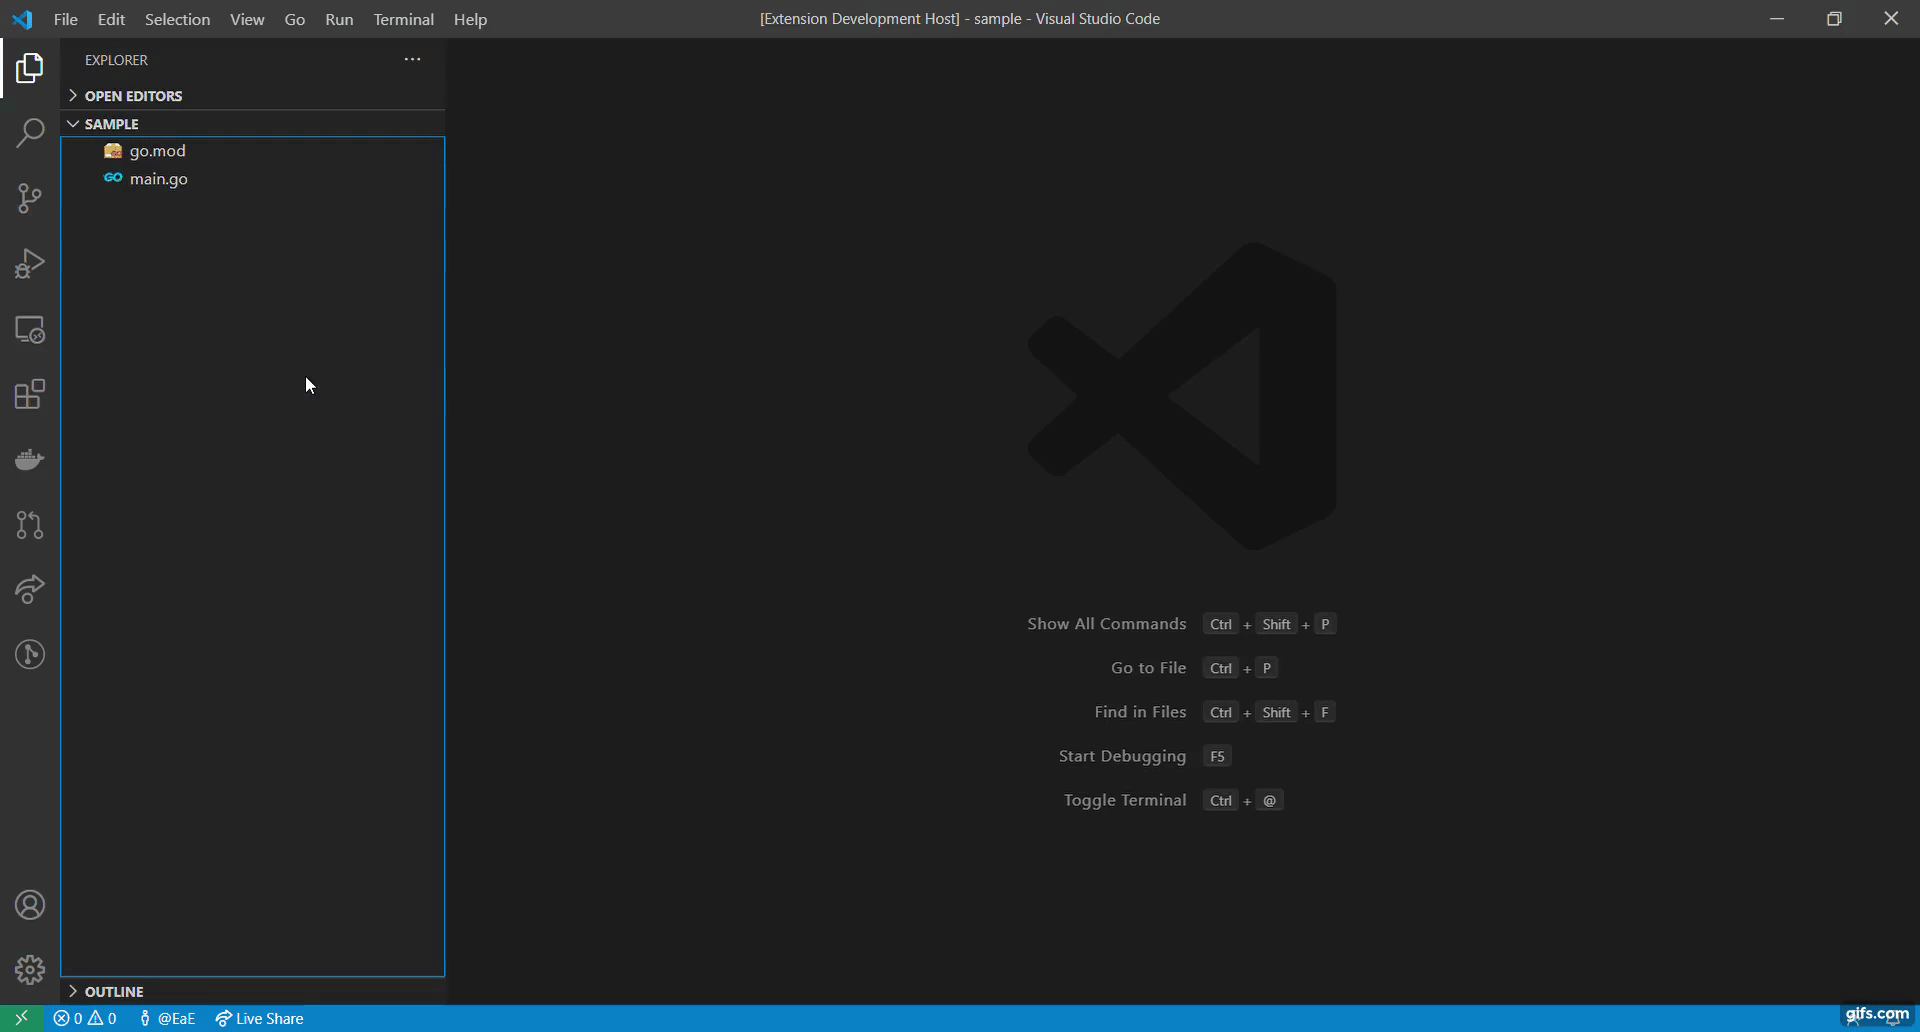 File Edit Selection View Go Run Terminal Help
[Extension Development Host] - sample - Visual Studio Code
EXPLORER
OPEN EDITORS
SAMPLE
go.mod
GO main.go
Show All Commands Ctrl + Shift + P
Go to File Ctrl + P
Find in Files Ctrl + Shift + F
Start Debugging F5
Toggle Terminal Ctrl + @
OUTLINE
0 0 @EaE Live Share
gifs.com